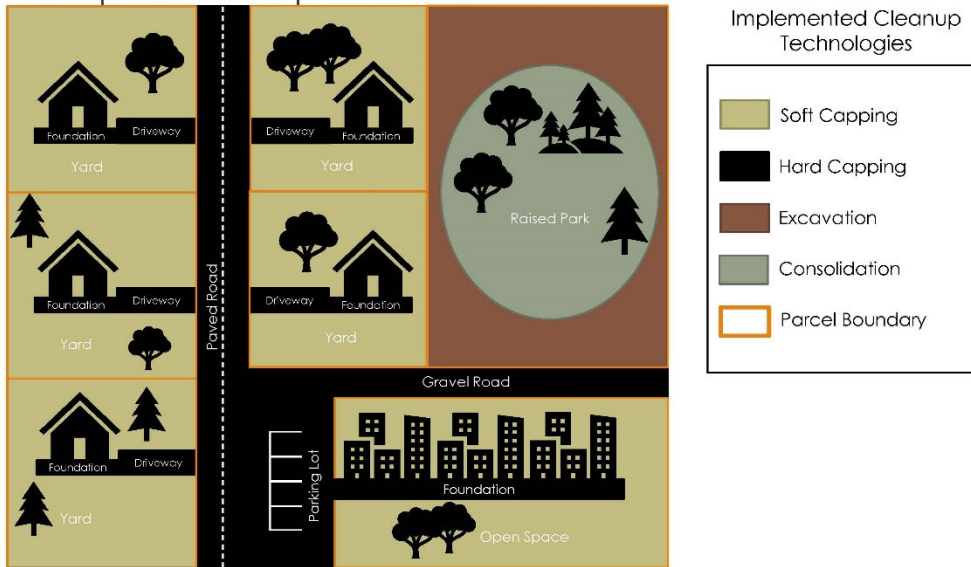 Implemented Cleanup
Technologies
Soft Capping
Hard Capping
Excavation
Consolidation
Parcel Boundary
Foundation
Driveway
Yard
Driveway
Foundation
Yard
Raised Park
Foundation
Driveway
Yard
Paved Road
Driveway
Foundation
Yard
Gravel Road
Foundation
Driveway
Yard
Parking Lot
Foundation
Open Space